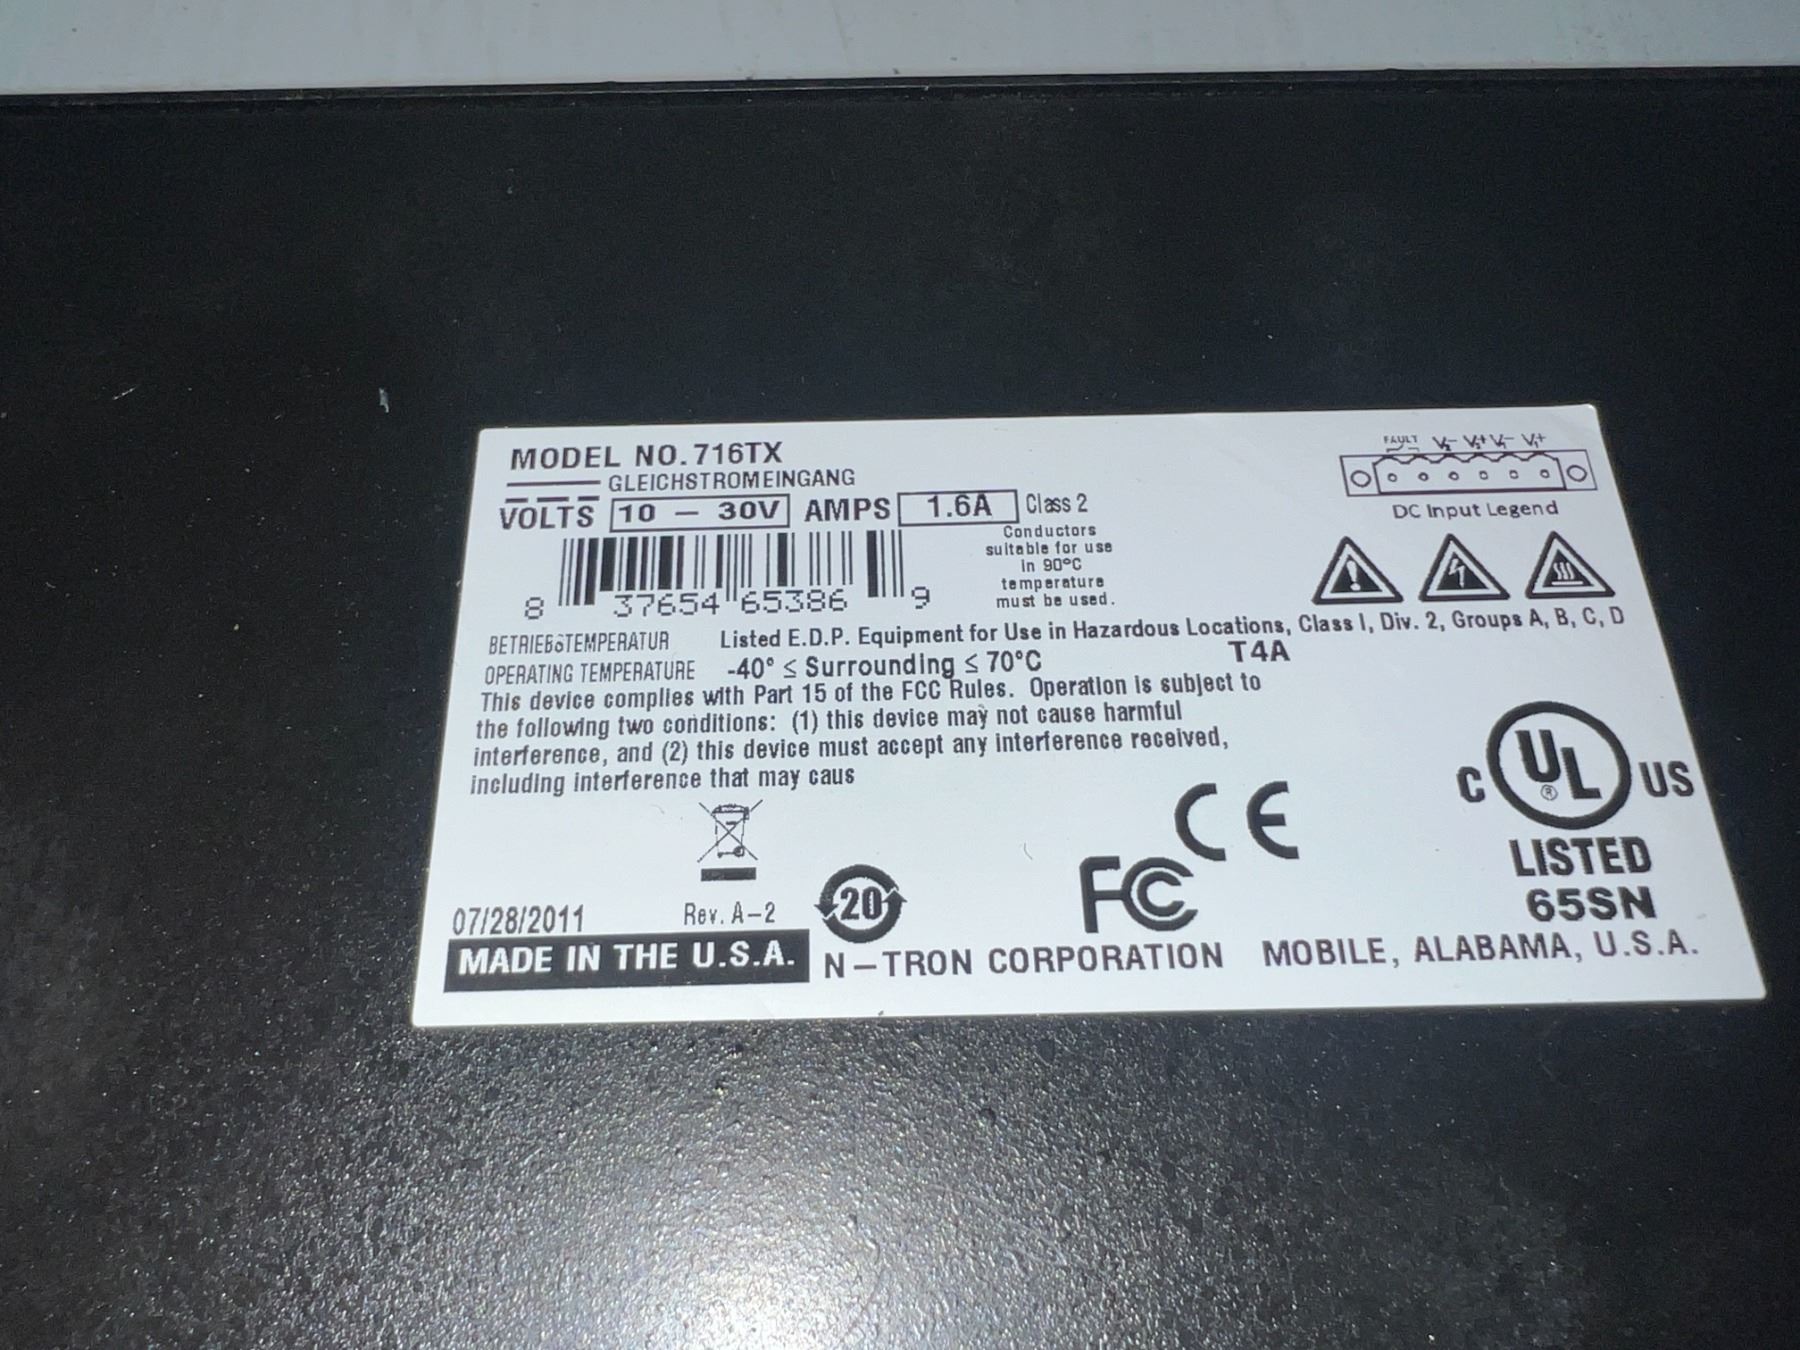 MODEL NO. 716TX
GLEICHSTROMEINGANG
VOLTS 10 – 30V AMPS 1.6A Class 2
Conductors
suitable for use
in 90°C
temperature
must be used.
FAULT V₂- V₂+ V₁- V₁+
DC Input Legend
8 37654 65386 9
BETRIEBSTEMPERATUR Listed E.D.P. Equipment for Use in Hazardous Locations, Class I, Div. 2, Groups A, B, C, D
OPERATING TEMPERATURE -40° ≤ Surrounding ≤ 70°C T4A
This device complies with Part 15 of the FCC Rules. Operation is subject to
the following two conditions: (1) this device may not cause harmful
interference, and (2) this device must accept any interference received,
including interference that may caus
C UL ® US
LISTED
65SN
CE
FC
20
07/28/2011 Rev. A-2
MADE IN THE U.S.A. N-TRON CORPORATION MOBILE, ALABAMA, U.S.A.